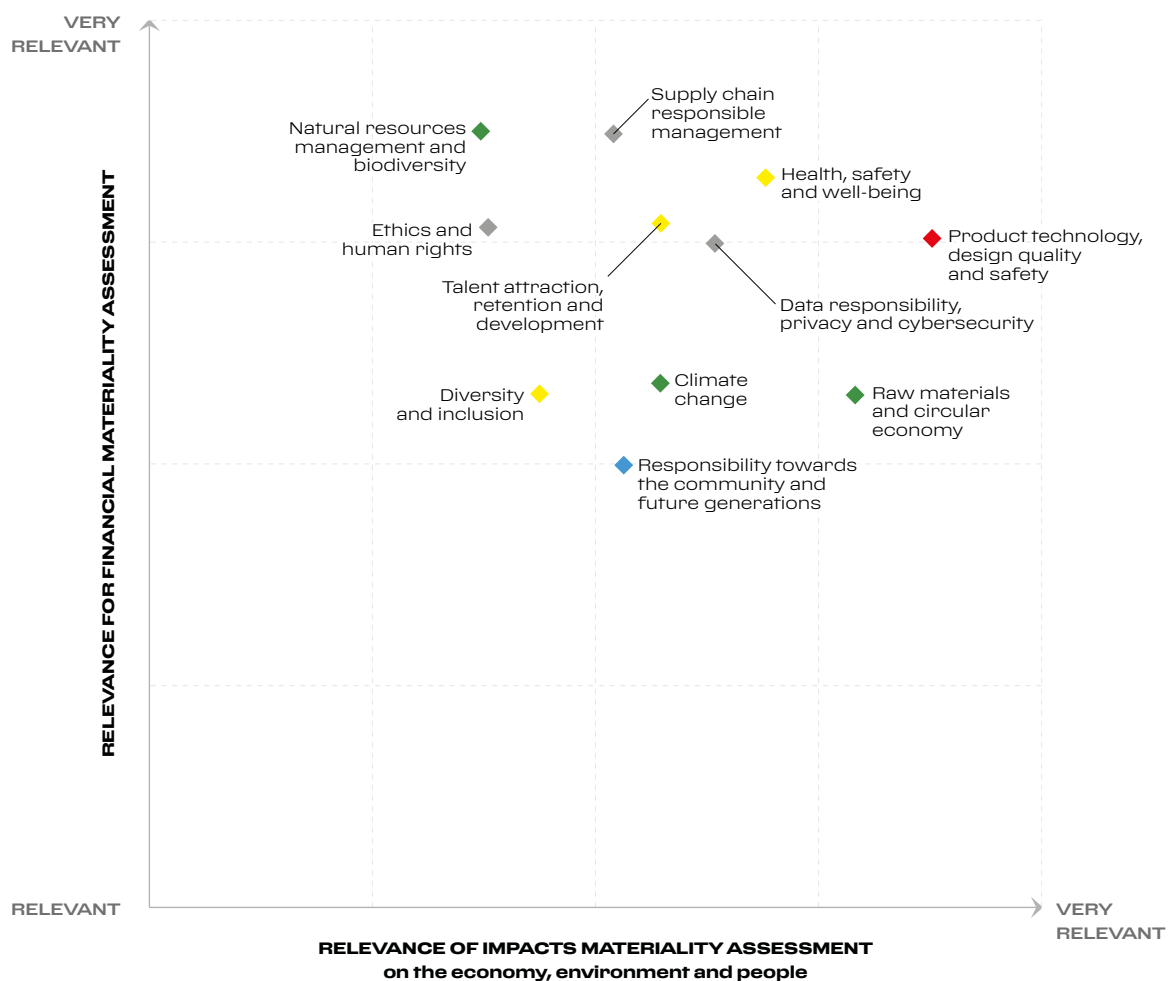 VERY
RELEVANT
RELEVANCE FOR FINANCIAL MATERIALITY ASSESSMENT
Supply chain
responsible
management
Natural resources
management and
biodiversity
Health, safety
and well-being
Ethics and
human rights
Product technology,
design quality
and safety
Talent attraction,
retention and
development
Data responsibility,
privacy and cybersecurity
Climate
change
Diversity
and inclusion
Raw materials
and circular
economy
Responsibility towards
the community and
future generations
RELEVANT
VERY
RELEVANT
RELEVANCE OF IMPACTS MATERIALITY ASSESSMENT
on the economy, environment and people